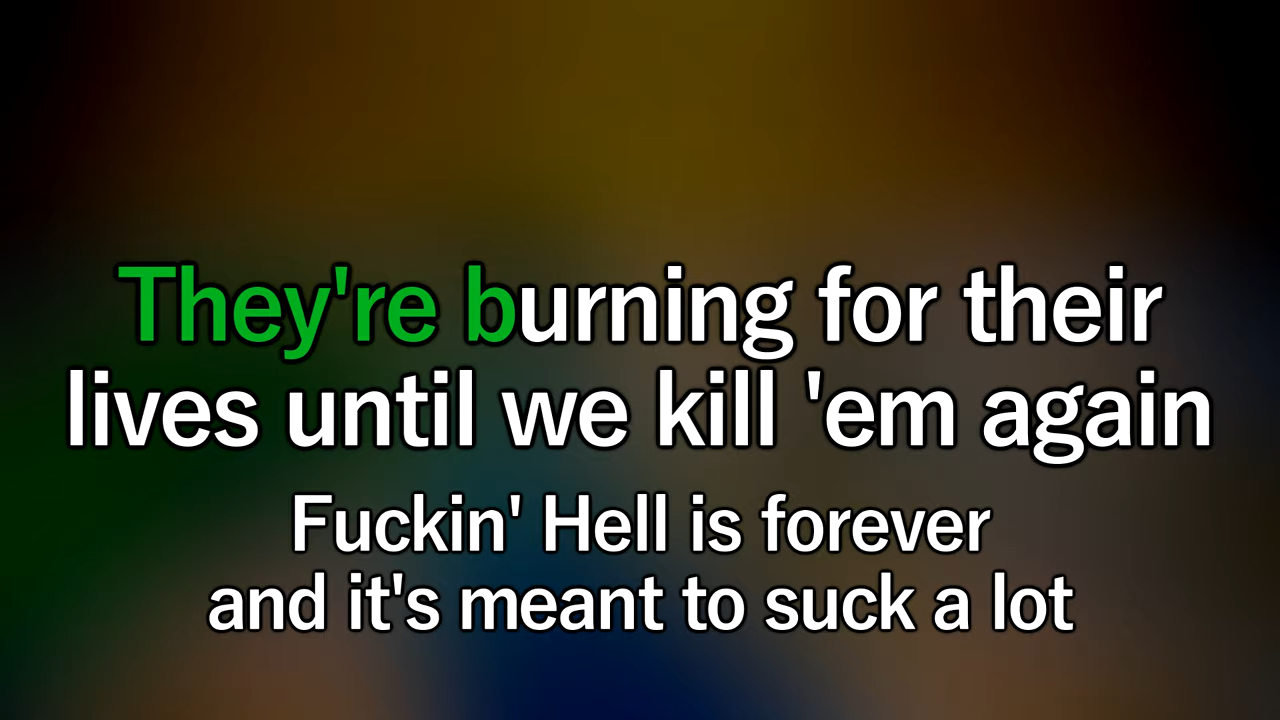 They're burning for their
lives until we kill 'em again
Fuckin' Hell is forever
and it's meant to suck a lot